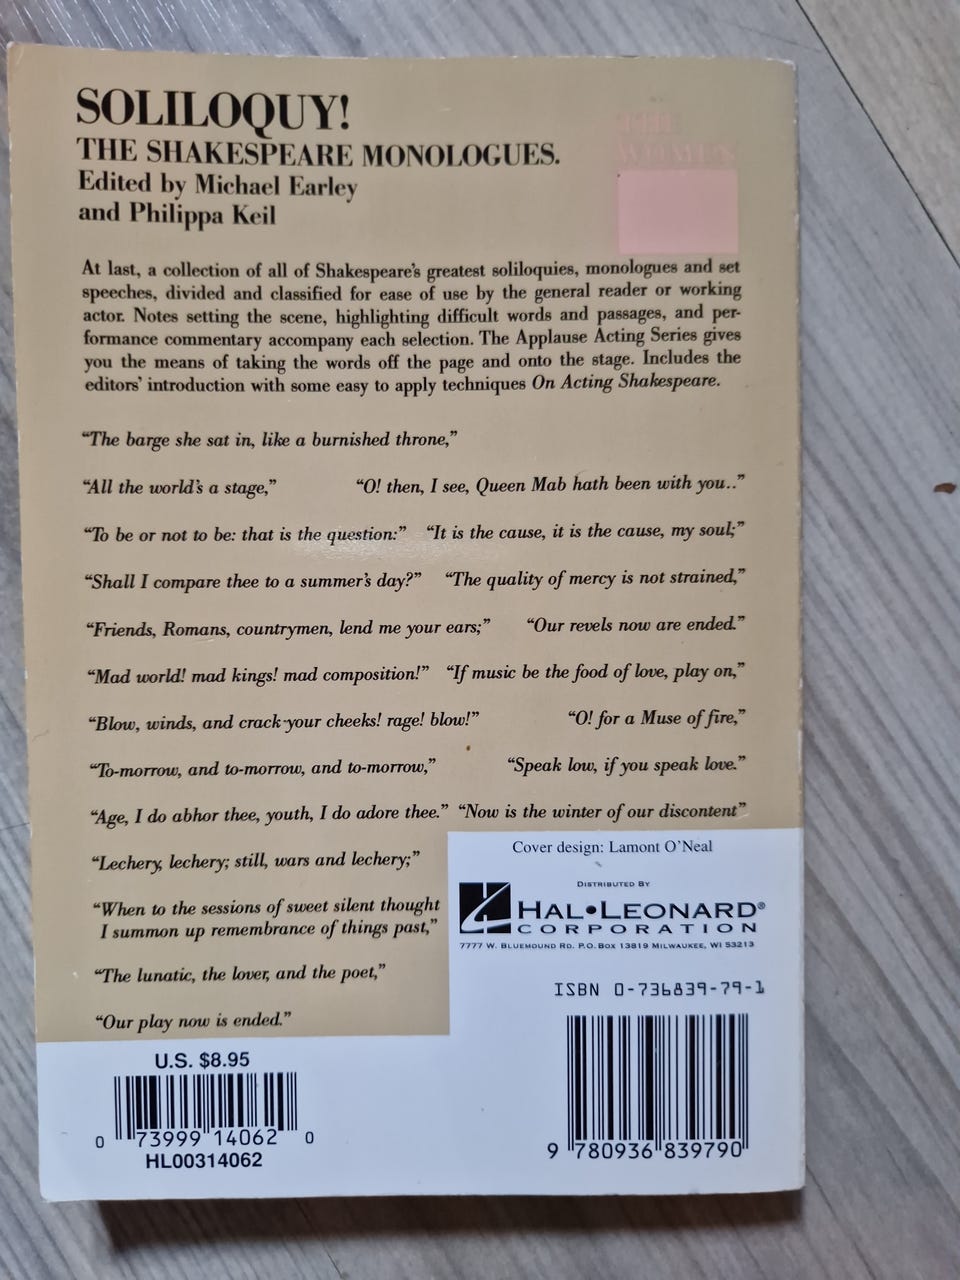 SOLILOQUY!
THE SHAKESPEARE MONOLOGUES.
Edited by Michael Earley
and Philippa Keil
At last, a collection of all of Shakespeare's greatest soliloquies, monologues and set
speeches, divided and classified for ease of use by the general reader or working
actor. Notes setting the scene, highlighting difficult words and passages, and per-
formance commentary accompany each selection. The Applause Acting Series gives
you the means of taking the words off the page and onto the stage. Includes the
editors' introduction with some easy to apply techniques On Acting Shakespeare.
"The barge she sat in, like a burnished throne,"
"All the world's a stage," "O! then, I see, Queen Mab hath been with you.."
"To be or not to be: that is the question:" "It is the cause, it is the cause, my soul;"
"Shall I compare thee to a summer's day?" "The quality of mercy is not strained,"
"Friends, Romans, countrymen, lend me your ears;" "Our revels now are ended."
"Mad world! mad kings! mad composition!" "If music be the food of love, play on,"
"Blow, winds, and crack your cheeks! rage! blow!" "O! for a Muse of fire,"
"To-morrow, and to-morrow, and to-morrow," "Speak low, if you speak love."
"Age, I do abhor thee, youth, I do adore thee." "Now is the winter of our discontent"
"Lechery, lechery; still, wars and lechery;"
"When to the sessions of sweet silent thought
I summon up remembrance of things past,"
"The lunatic, the lover, and the poet,"
"Our play now is ended."
Cover design: Lamont O'Neal
DISTRIBUTED BY
HAL•LEONARD®
CORPORATION
7777 W. BLUEMOUND RD. P.O. BOX 13819 MILWAUKEE, WI 53213
ISBN 0-936839-79-1
9 780936 839790
U.S. $8.95
0 73999 14062 0
HL00314062